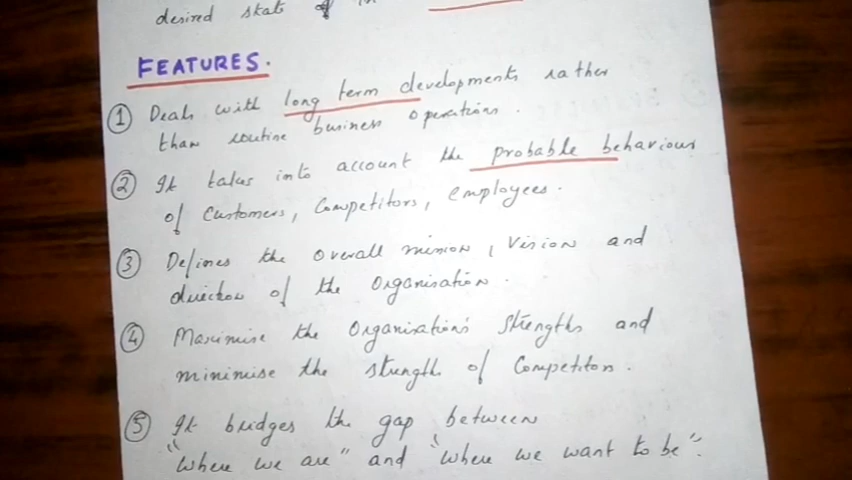 desired state of in
FEATURES.
① Deals with long term developments rather
than routine business operations.
② It takes into account the probable behaviour
of customers, competitors, employees.
③ Defines the overall mission, vision and
direction of the organisation.
④ Maximise the organisation's strengths and
minimise the strength of competitors.
⑤ It bridges the gap between
"where we are" and "where we want to be".